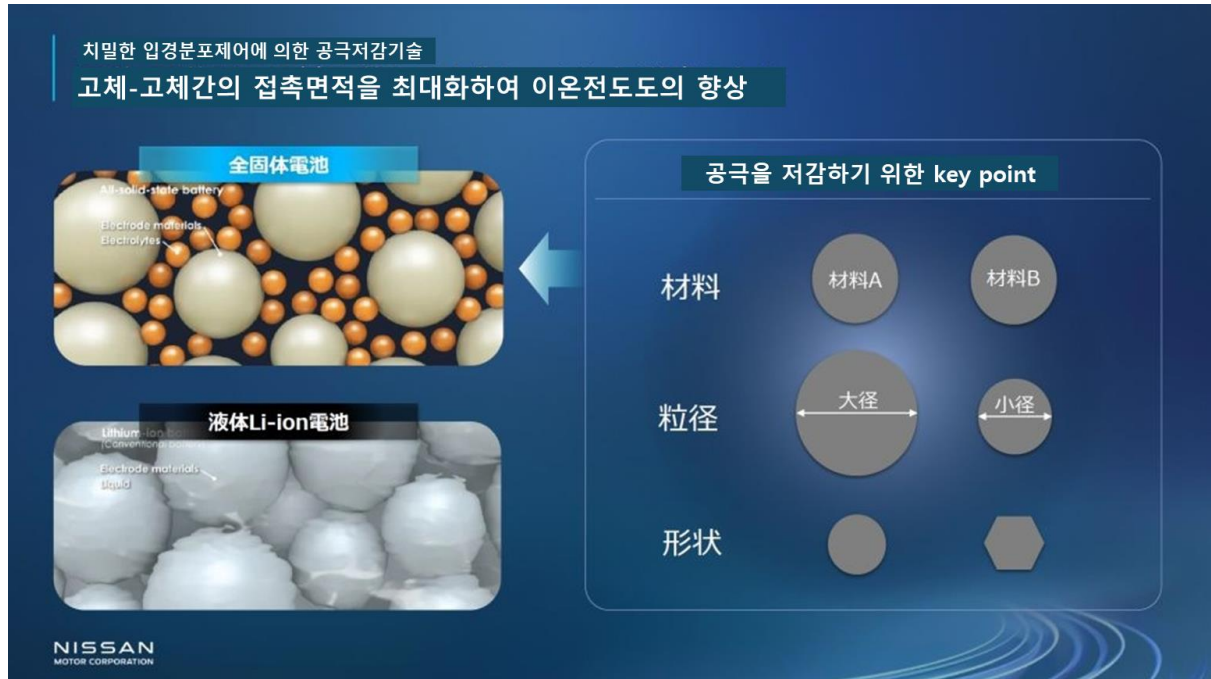 치밀한 입경분포제어에 의한 공극저감기술
고체-고체간의 접촉면적을 최대화하여 이온전도도의 향상
全固体電池
All-solid-state battery
Electrode materials
Electrolytes
液体Li-ion電池
Lithium-ion
(Conventional
Electrode materials
Liquid
공극을 저감하기 위한 key point
材料
材料A
材料B
粒径
大径
小径
形状
NISSAN
MOTOR CORPORATION